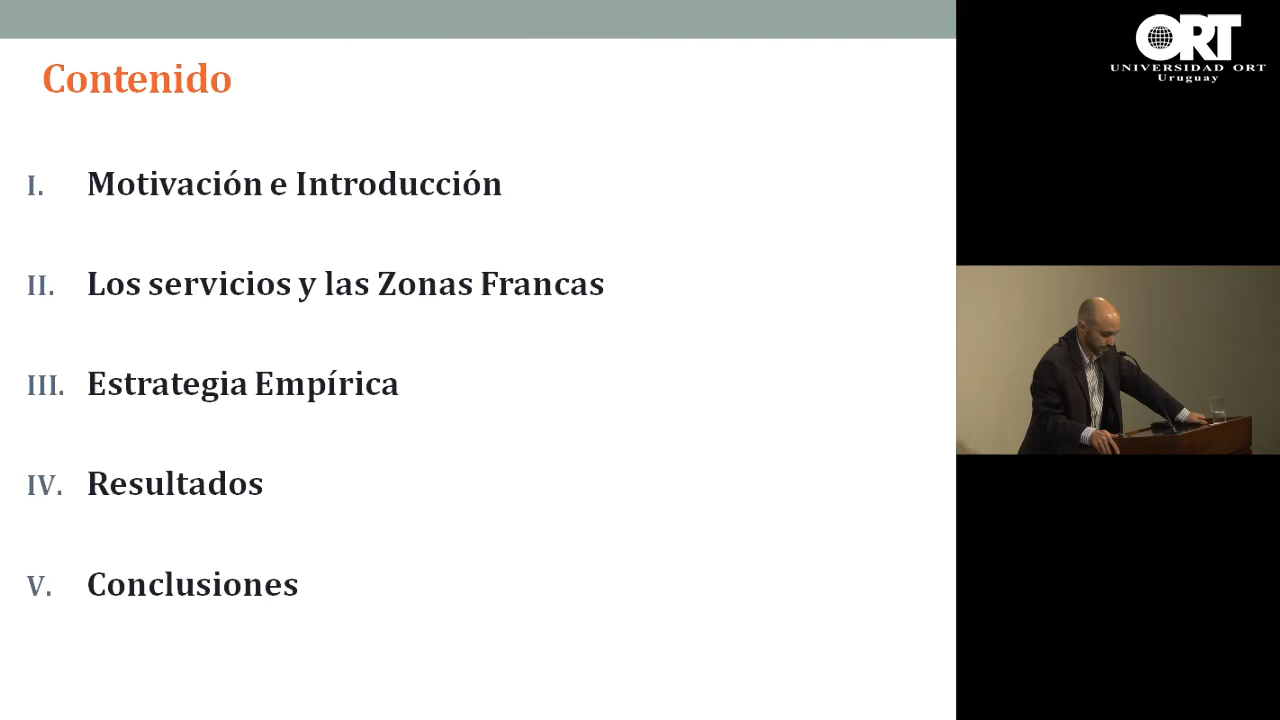 Contenido
I. Motivación e Introducción
II. Los servicios y las Zonas Francas
III. Estrategia Empírica
IV. Resultados
V. Conclusiones
ORT
UNIVERSIDAD ORT
Uruguay